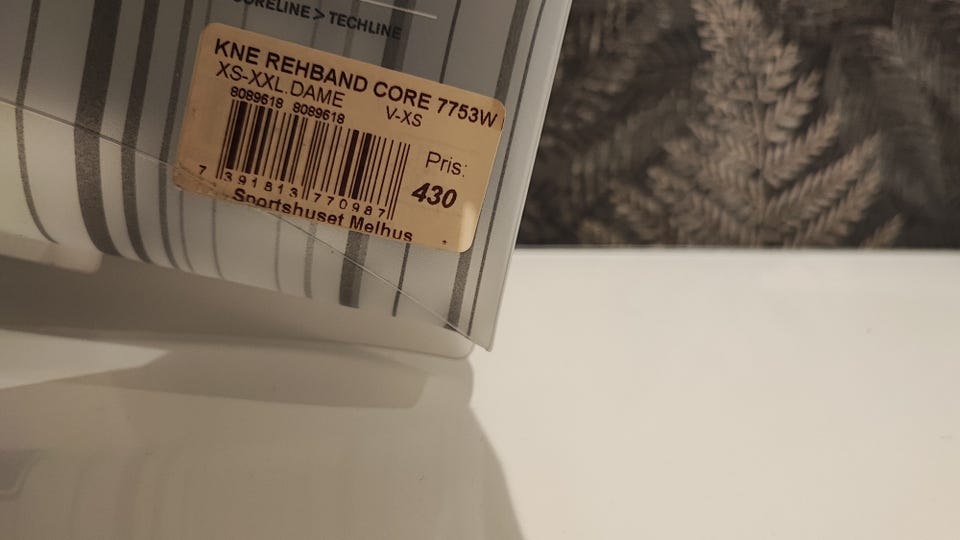 CORELINE > TECHLINE
KNE REHBAND CORE 7753W
XS-XXL.DAME V-XS
8089618 8089618
Pris:
430
7 391813 770987
Sportshuset Melhus